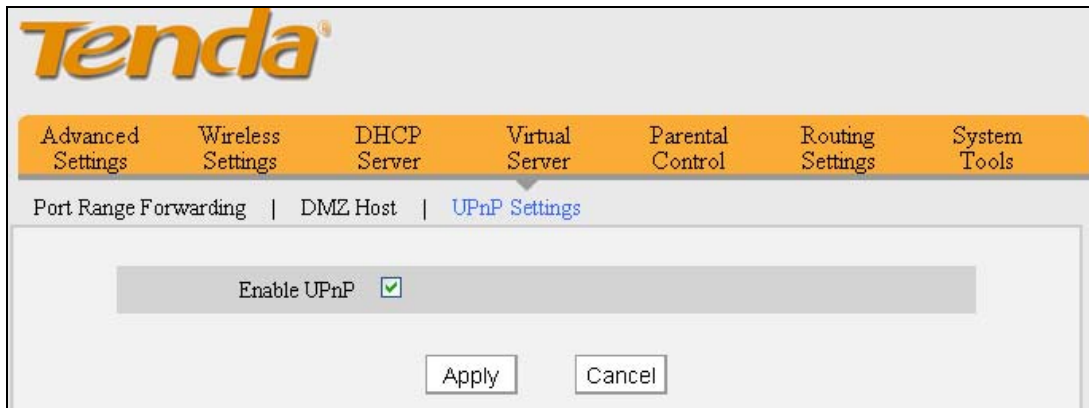 Tenda®
Advanced Settings
Wireless Settings
DHCP Server
Virtual Server
Parental Control
Routing Settings
System Tools
Port Range Forwarding | DMZ Host | UPnP Settings
Enable UPnP
Apply Cancel